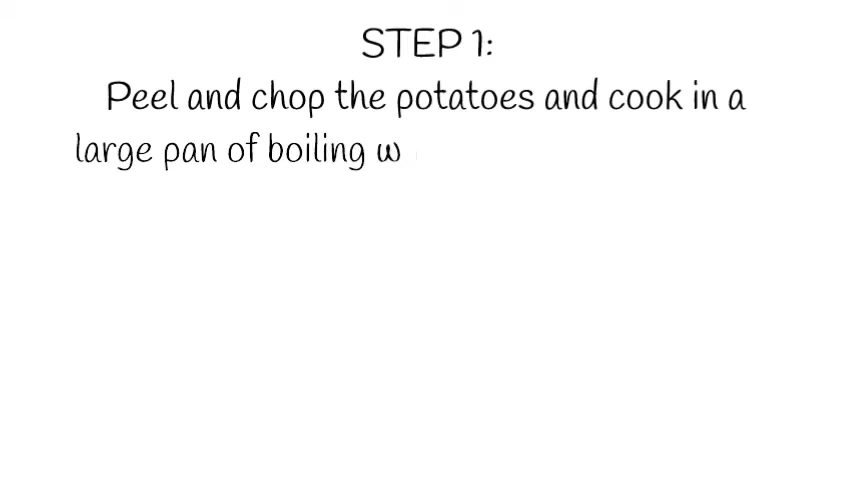 STEP 1:
Peel and chop the potatoes and cook in a
large pan of boiling w